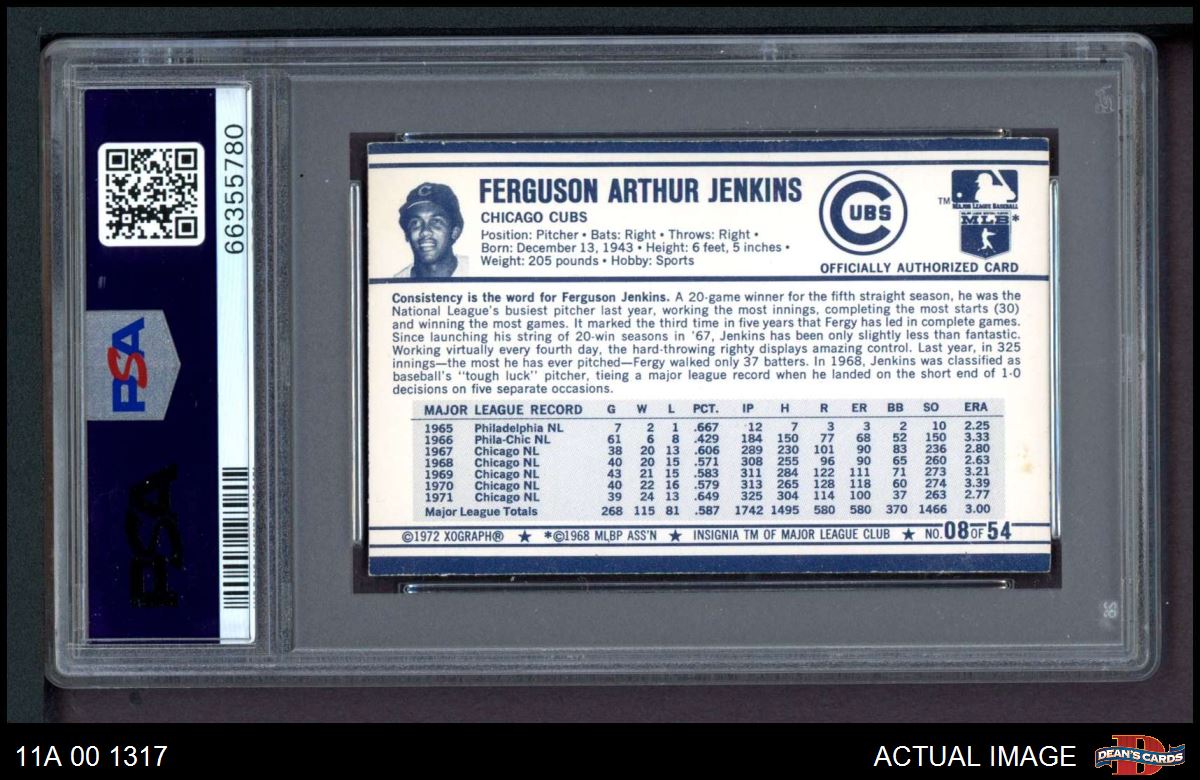 66355780
PSA
PSA
FERGUSON ARTHUR JENKINS
CHICAGO CUBS
Position: Pitcher • Bats: Right • Throws: Right •
Born: December 13, 1943 • Height: 6 feet, 5 inches •
Weight: 205 pounds • Hobby: Sports
C
CUBS
TM
MAJOR LEAGUE BASEBALL
MLB*
OFFICIALLY AUTHORIZED CARD
Consistency is the word for Ferguson Jenkins. A 20-game winner for the fifth straight season, he was the
National League's busiest pitcher last year, working the most innings, completing the most starts (30)
and winning the most games. It marked the third time in five years that Fergy has led in complete games.
Since launching his string of 20-win seasons in '67, Jenkins has been only slightly less than fantastic.
Working virtually every fourth day, the hard-throwing righty displays amazing control. Last year, in 325
innings—the most he has ever pitched—Fergy walked only 37 batters. In 1968, Jenkins was classified as
baseball's "tough luck" pitcher, tieing a major league record when he landed on the short end of 1-0
decisions on five separate occasions.
MAJOR LEAGUE RECORD G W L PCT. IP H R ER BB SO ERA
1965 Philadelphia NL 7 2 1 .667 12 7 3 3 2 10 2.25
1966 Phila-Chic NL 61 6 8 .429 184 150 77 68 52 150 3.33
1967 Chicago NL 38 20 13 .606 289 230 101 90 83 236 2.80
1968 Chicago NL 40 20 15 .571 308 255 96 90 65 260 2.63
1969 Chicago NL 43 21 15 .583 311 284 122 111 71 273 3.21
1970 Chicago NL 40 22 16 .579 313 265 128 118 60 274 3.39
1971 Chicago NL 39 24 13 .649 325 304 114 100 37 263 2.77
Major League Totals 268 115 81 .587 1742 1495 580 580 370 1466 3.00
©1972 XOGRAPH® ★ *©1968 MLBP ASS'N ★ INSIGNIA TM OF MAJOR LEAGUE CLUB ★ NO. 08 OF 54
11A 00 1317
ACTUAL IMAGE
DEAN'S CARDS